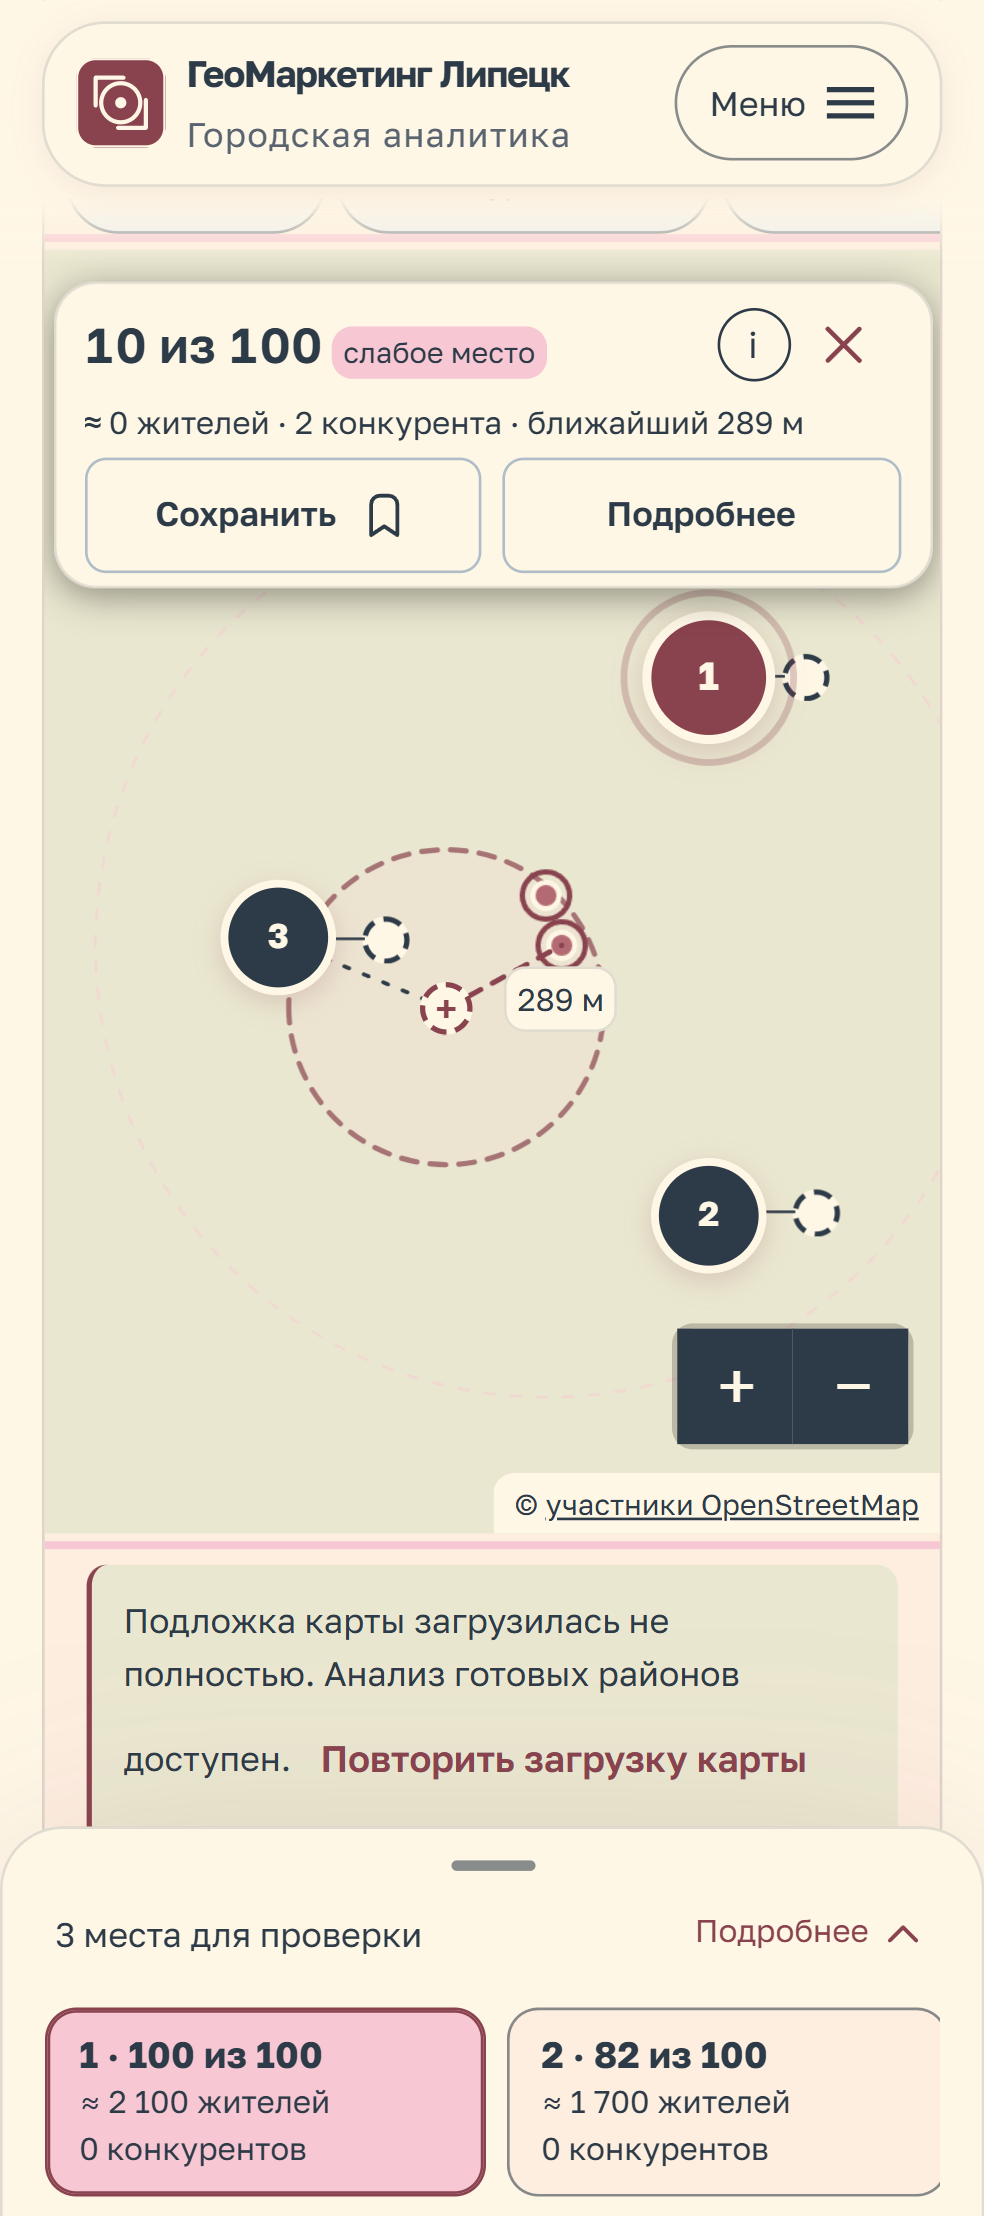 ГеоМаркетинг Липецк
Городская аналитика
Меню
10 из 100 слабое место
i
≈ 0 жителей · 2 конкурента · ближайший 289 м
Сохранить
Подробнее
1
3
289 м
2
+ −
© участники OpenStreetMap
Подложка карты загрузилась не
полностью. Анализ готовых районов
доступен. Повторить загрузку карты
3 места для проверки
Подробнее
1 · 100 из 100
≈ 2 100 жителей
0 конкурентов
2 · 82 из 100
≈ 1 700 жителей
0 конкурентов